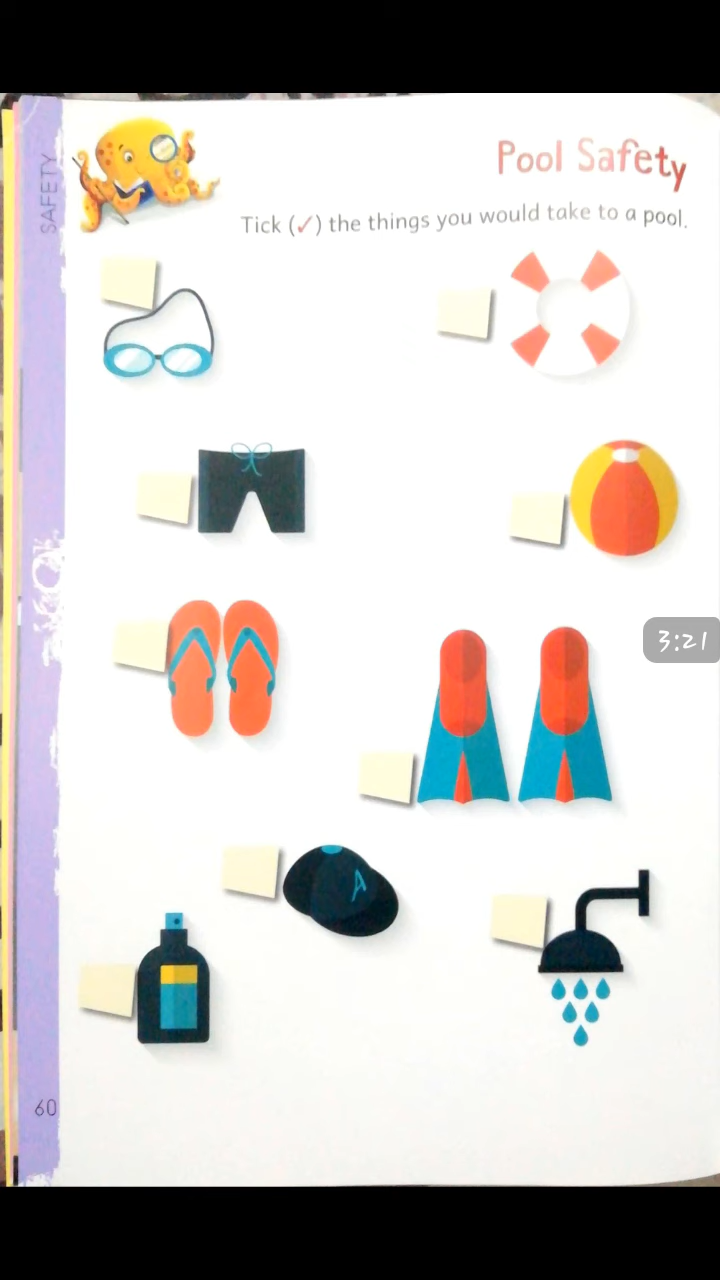 SAFETY
Pool Safety
Tick (✓) the things you would take to a pool.
3:21
A
60